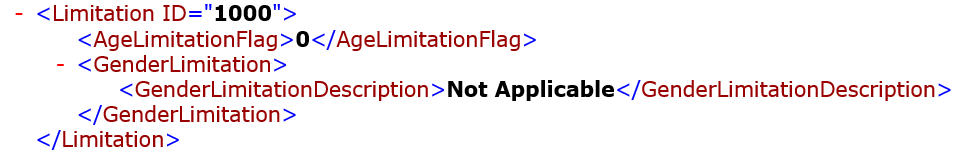 - <Limitation ID="1000">
<AgeLimitationFlag>0</AgeLimitationFlag>
- <GenderLimitation>
<GenderLimitationDescription>Not Applicable</GenderLimitationDescription>
</GenderLimitation>
</Limitation>